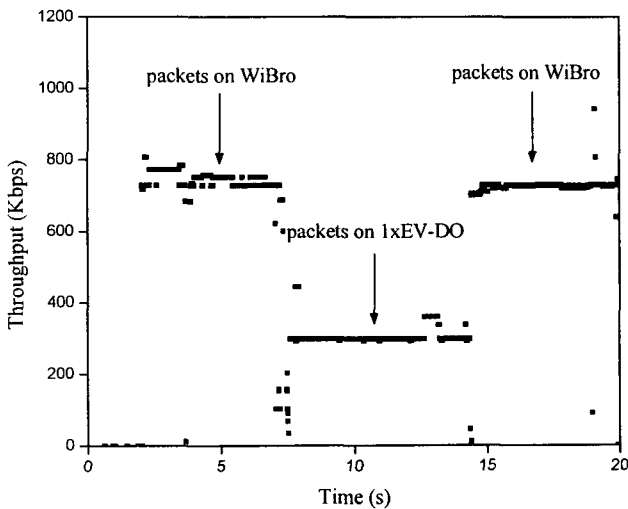 1200
1000
800
600
400
200
0
Throughput (Kbps)
packets on WiBro
packets on WiBro
packets on 1xEV-DO
0 5 10 15 20
Time (s)